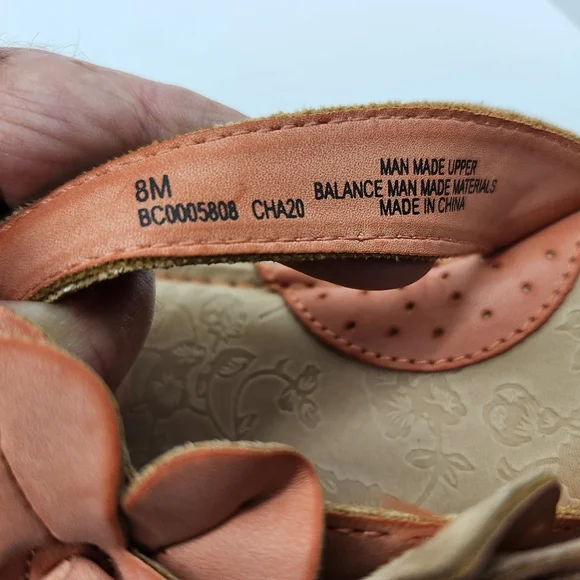 8M
BC0005808 CHA20
MAN MADE UPPER
BALANCE MAN MADE MATERIALS
MADE IN CHINA